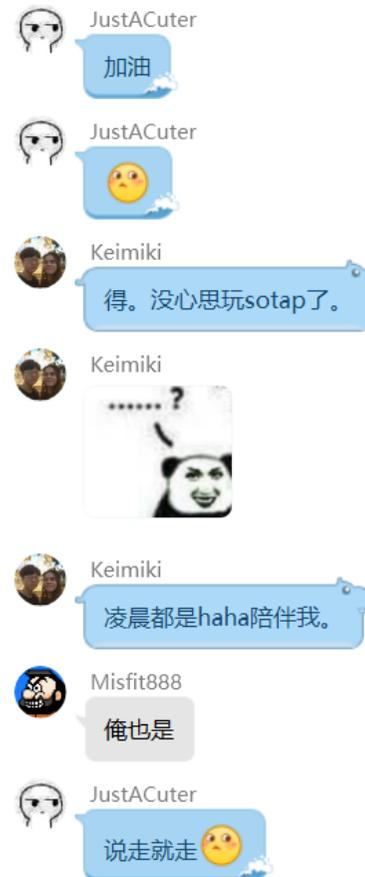 JustACuter
加油
JustACuter
Keimiki
得。没心思玩sotap了。
Keimiki
......?
Keimiki
凌晨都是haha陪伴我。
Misfit888
俺也是
JustACuter
说走就走